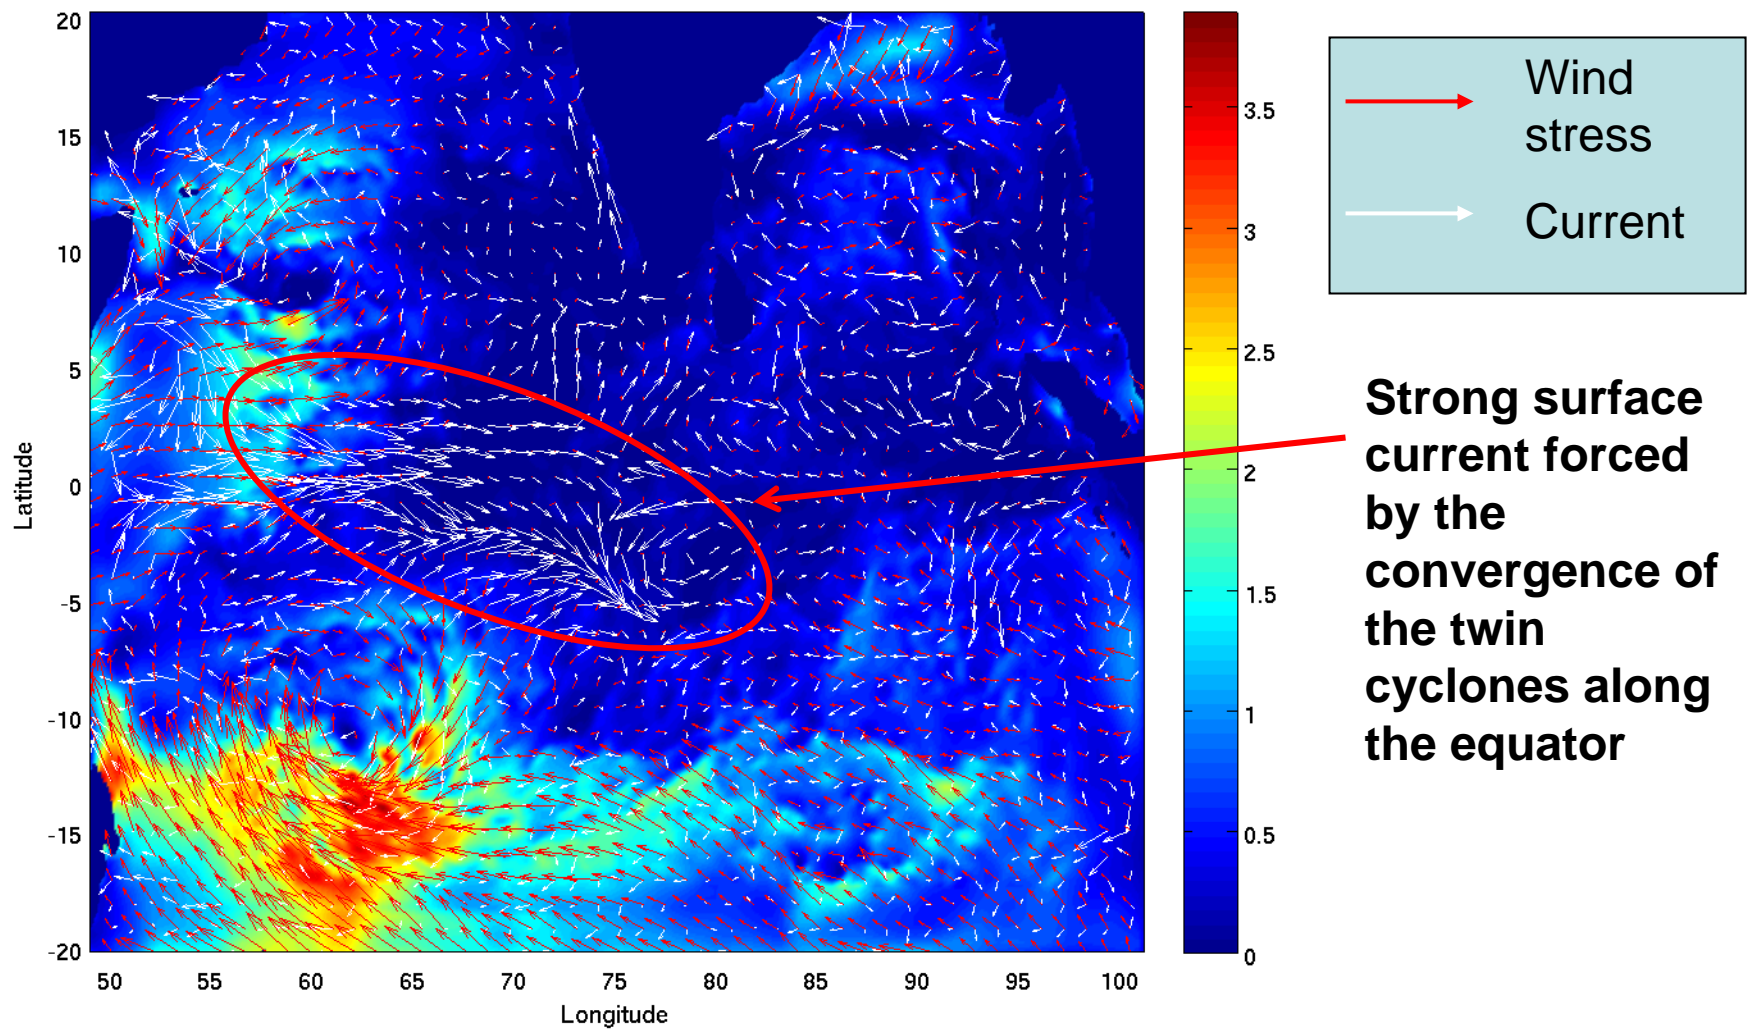 20
15
10
5
0
-5
-10
-15
-20
Latitude
50 55 60 65 70 75 80 85 90 95 100
Longitude
3.5
3
2.5
2
1.5
1
0.5
0
Wind
stress
Current
Strong surface
current forced
by the
convergence of
the twin
cyclones along
the equator